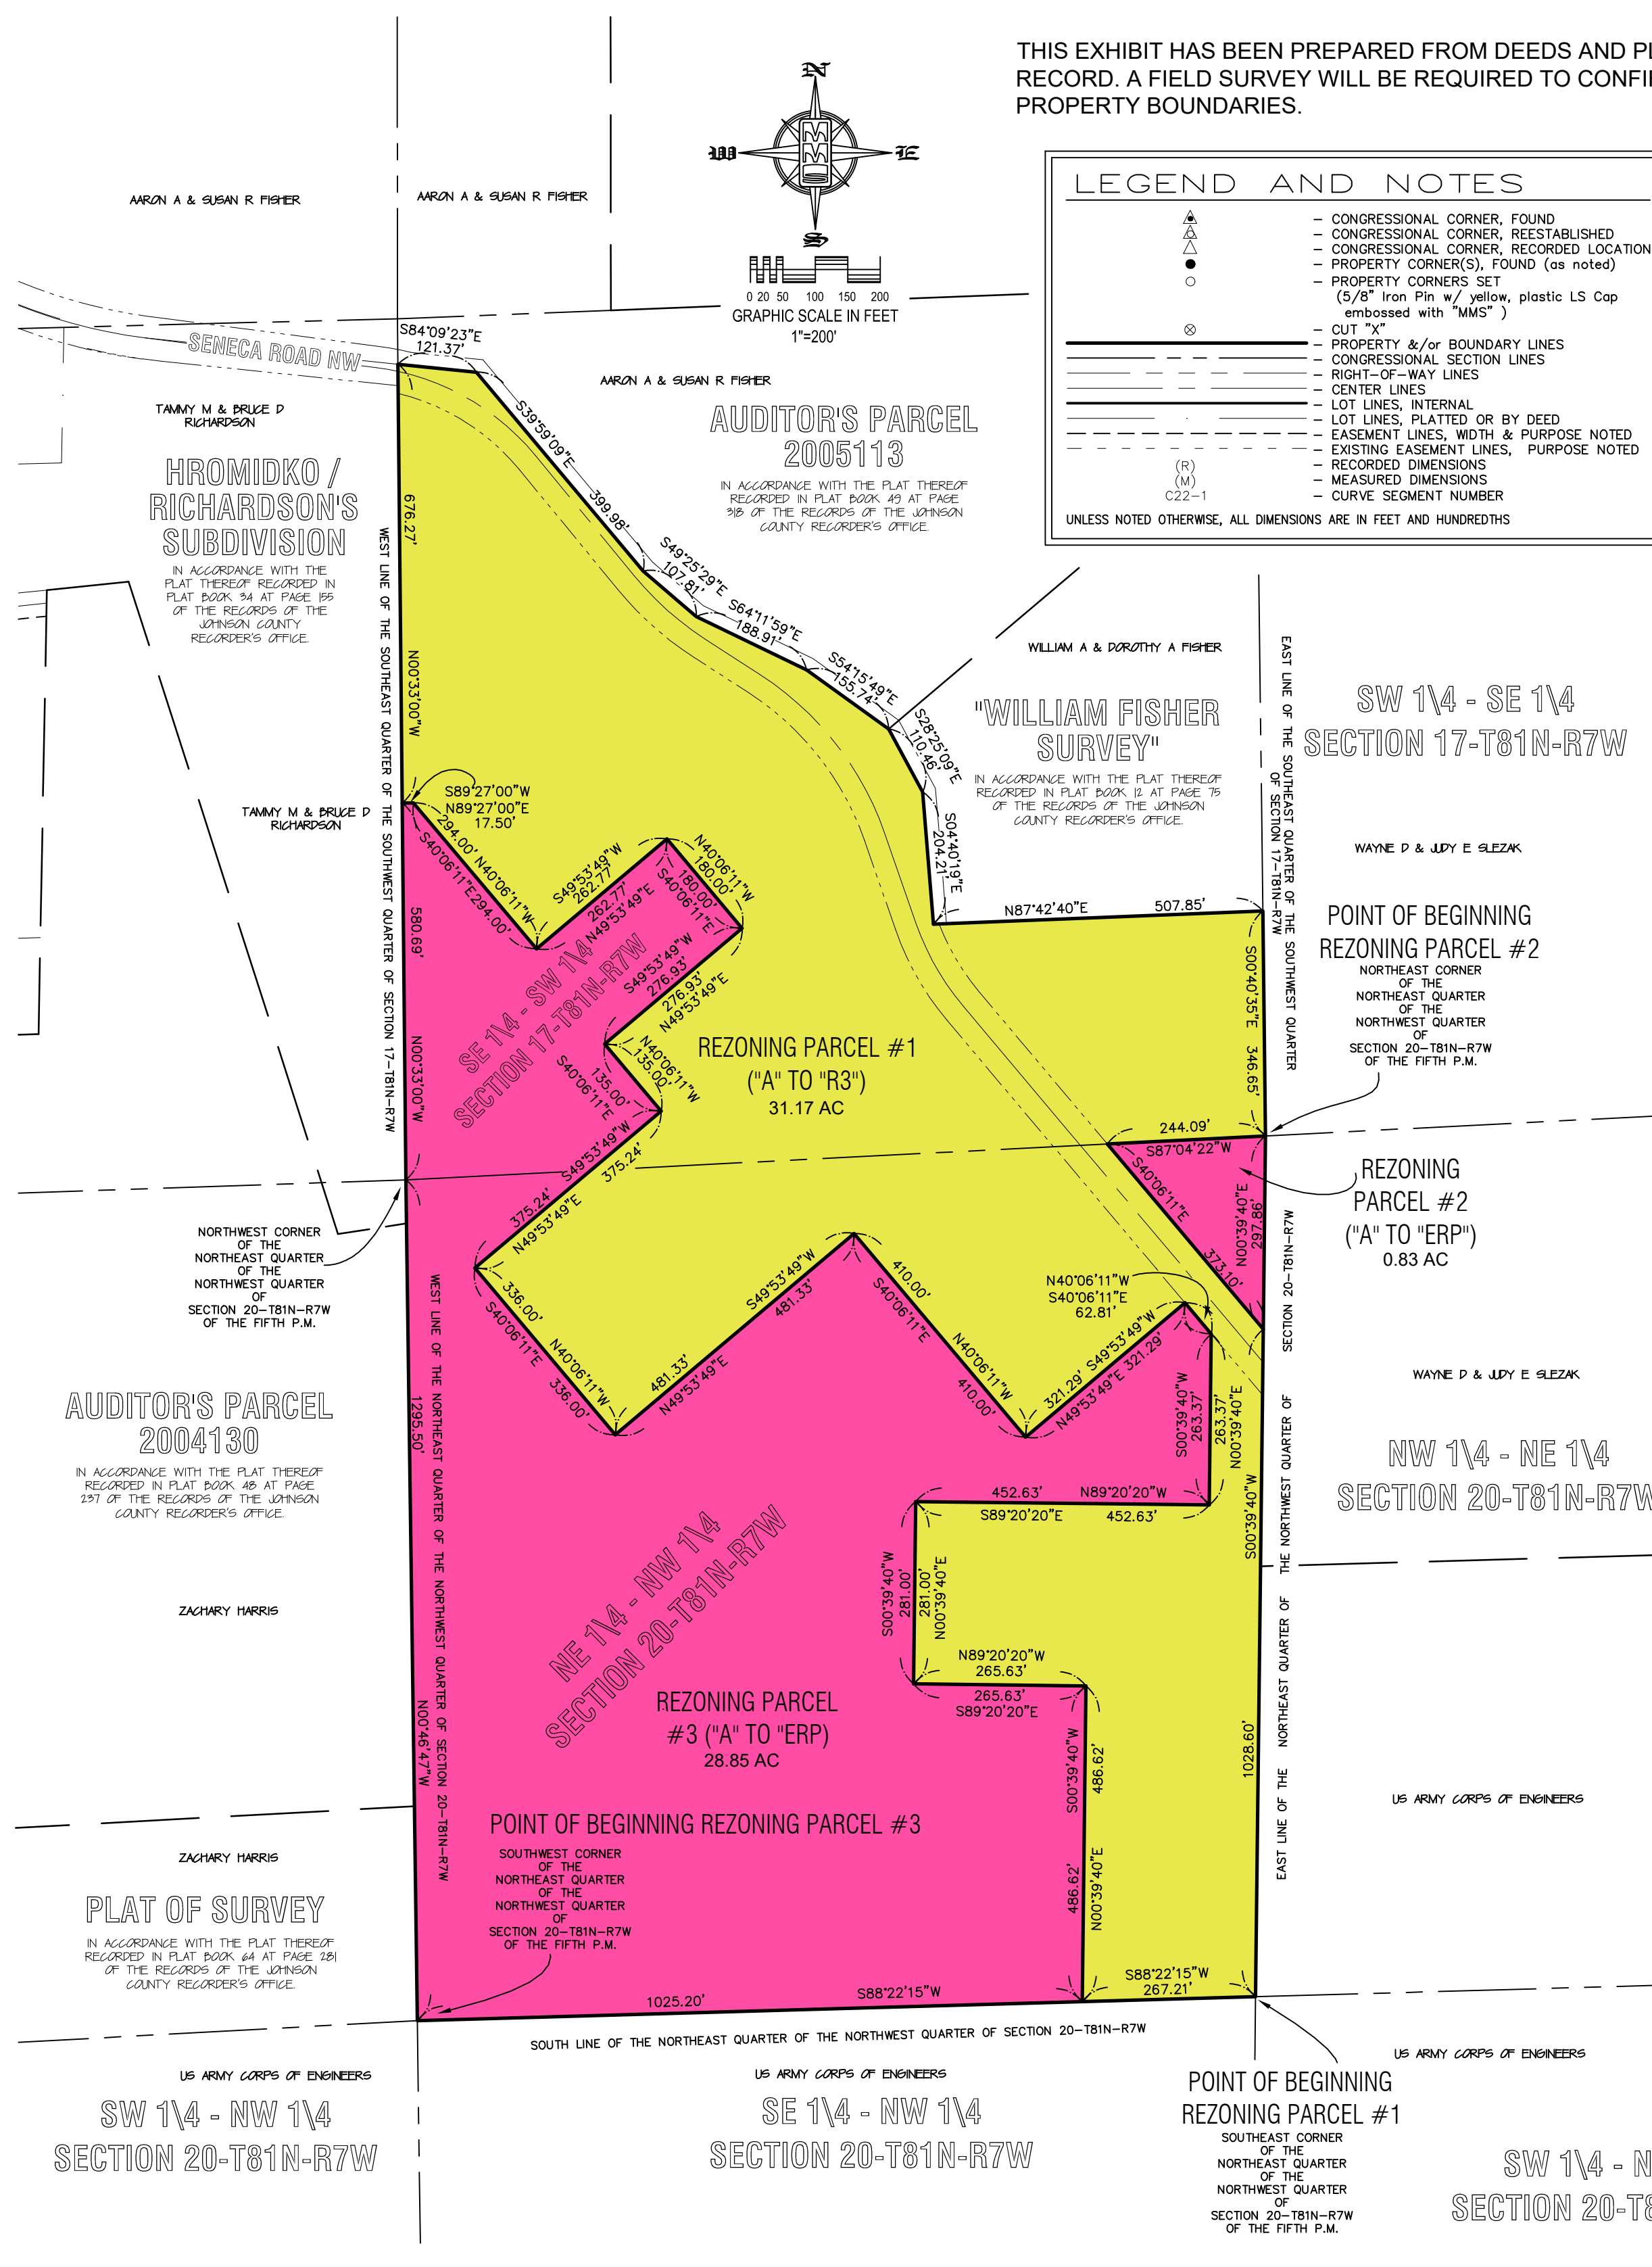 THIS EXHIBIT HAS BEEN PREPARED FROM DEEDS AND
RECORD. A FIELD SURVEY WILL BE REQUIRED TO
PROPERTY BOUNDARIES.
N
W
E
S
0 20 50 100 150 200
GRAPHIC SCALE IN FEET
1"=200'
LEGEND AND NOTES
– CONGRESSIONAL CORNER, FOUND
– CONGRESSIONAL CORNER, REESTABLISHED
– CONGRESSIONAL CORNER, RECORDED LOCATION
– PROPERTY CORNER(S), FOUND (as noted)
– PROPERTY CORNERS SET
(5/8" Iron Pin w/ yellow, plastic LS Cap
embossed with "MMS" )
– CUT "X"
– PROPERTY &/or BOUNDARY LINES
– CONGRESSIONAL SECTION LINES
– RIGHT-OF-WAY LINES
– CENTER LINES
– LOT LINES, INTERNAL
– LOT LINES, PLATTED OR BY DEED
– EASEMENT LINES, WIDTH & PURPOSE NOTED
– EXISTING EASEMENT LINES, PURPOSE NOTED
(R) – RECORDED DIMENSIONS
(M) – MEASURED DIMENSIONS
C22-1 – CURVE SEGMENT NUMBER
UNLESS NOTED OTHERWISE, ALL DIMENSIONS ARE IN FEET AND HUNDREDTHS
AARON A & SUSAN R FISHER
AARON A & SUSAN R FISHER
SENECA ROAD NW
S84°09'23"E
121.37'
AARON A & SUSAN R FISHER
AUDITOR'S PARCEL
2005113
IN ACCORDANCE WITH THE PLAT THEREOF
RECORDED IN PLAT BOOK 49 AT PAGE
318 OF THE RECORDS OF THE JOHNSON
COUNTY RECORDER'S OFFICE.
TAMMY M & BRUCE D
RICHARDSON
HROMIDKO /
RICHARDSON'S
SUBDIVISION
IN ACCORDANCE WITH THE
PLAT THEREOF RECORDED IN
PLAT BOOK 34 AT PAGE 155
OF THE RECORDS OF THE
JOHNSON COUNTY
RECORDER'S OFFICE.
WEST LINE OF THE SOUTHEAST QUARTER OF THE SOUTHWEST QUARTER OF SECTION 17-T81N-R7W
676.27'
N00°33'00"W
S39°59'09"E
399.98'
S49°25'29"E
107.81'
S64°11'59"E
188.91'
S54°15'49"E
155.74'
S28°25'09"E
110.46'
S04°40'19"E
204.21'
N87°42'40"E 507.85'
WILLIAM A & DOROTHY A FISHER
"WILLIAM FISHER
SURVEY"
IN ACCORDANCE WITH THE PLAT THEREOF
RECORDED IN PLAT BOOK 12 AT PAGE 75
OF THE RECORDS OF THE JOHNSON
COUNTY RECORDER'S OFFICE.
EAST LINE OF THE SOUTHEAST QUARTER OF THE SOUTHWEST QUARTER
OF SECTION 17-T81N-R7W
SW 1\4 - SE 1\4
SECTION 17-T81N-R7W
WAYNE D & JUDY E SLEZAK
TAMMY M & BRUCE D
RICHARDSON
S89°27'00"W
N89°27'00"E
17.50'
294.00' N40°06'11"W
S40°06'11"E 294.00'
S49°53'49"W
262.77'
262.77'
N49°53'49"E
N40°06'11"W
180.00'
180.00'
S40°06'11"E
S49°53'49"W
276.93'
276.93'
N49°53'49"E
N40°06'11"W
135.00'
135.00'
S40°06'11"E
S49°53'49"W
375.24'
375.24'
N49°53'49"E
580.69'
N00°33'00"W
SE 1\4 - SW 1\4
SECTION 17-T81N-R7W
REZONING PARCEL #1
("A" TO "R3")
31.17 AC
S00°40'35"E 346.65'
POINT OF BEGINNING
REZONING PARCEL #2
NORTHEAST CORNER
OF THE
NORTHEAST QUARTER
OF THE
NORTHWEST QUARTER
OF
SECTION 20-T81N-R7W
OF THE FIFTH P.M.
244.09'
S87°04'22"W
S40°06'11"E
373.10'
N00°39'40"E
297.86'
REZONING
PARCEL #2
("A" TO "ERP")
0.83 AC
NORTHWEST CORNER
OF THE
NORTHEAST QUARTER
OF THE
NORTHWEST QUARTER
OF
SECTION 20-T81N-R7W
OF THE FIFTH P.M.
336.00'
S40°06'11"E
N40°06'11"W
336.00'
S49°53'49"W
481.33'
481.33'
N49°53'49"E
410.00'
S40°06'11"E
N40°06'11"W
410.00'
N40°06'11"W
S40°06'11"E
62.81'
321.29' S49°53'49"W
N49°53'49"E 321.29'
S00°39'40"W
263.37'
263.37'
N00°39'40"E
452.63' N89°20'20"W
S89°20'20"E 452.63'
S00°39'40"W
281.00'
281.00'
N00°39'40"E
N89°20'20"W
265.63'
265.63'
S89°20'20"E
S00°39'40"W
486.62'
486.62'
N00°39'40"E
S00°39'40"W
1028.60'
EAST LINE OF THE NORTHEAST QUARTER OF THE NORTHWEST QUARTER OF SECTION 20-T81N-R7W
WAYNE D & JUDY E SLEZAK
NW 1\4 - NE 1\4
SECTION 20-T81N-R7W
US ARMY CORPS OF ENGINEERS
AUDITOR'S PARCEL
2004130
IN ACCORDANCE WITH THE PLAT THEREOF
RECORDED IN PLAT BOOK 48 AT PAGE
237 OF THE RECORDS OF THE JOHNSON
COUNTY RECORDER'S OFFICE.
ZACHARY HARRIS
1295.50'
N00°46'47"W
WEST LINE OF THE NORTHEAST QUARTER OF THE NORTHWEST QUARTER OF SECTION 20-T81N-R7W
NE 1\4 - NW 1\4
SECTION 20-T81N-R7W
REZONING PARCEL
#3 ("A" TO "ERP)
28.85 AC
POINT OF BEGINNING REZONING PARCEL #3
SOUTHWEST CORNER
OF THE
NORTHEAST QUARTER
OF THE
NORTHWEST QUARTER
OF
SECTION 20-T81N-R7W
OF THE FIFTH P.M.
ZACHARY HARRIS
PLAT OF SURVEY
IN ACCORDANCE WITH THE PLAT THEREOF
RECORDED IN PLAT BOOK 64 AT PAGE 281
OF THE RECORDS OF THE JOHNSON
COUNTY RECORDER'S OFFICE.
1025.20' S88°22'15"W
S88°22'15"W
267.21'
SOUTH LINE OF THE NORTHEAST QUARTER OF THE NORTHWEST QUARTER OF SECTION 20-T81N-R7W
US ARMY CORPS OF ENGINEERS
SW 1\4 - NW 1\4
SECTION 20-T81N-R7W
US ARMY CORPS OF ENGINEERS
SE 1\4 - NW 1\4
SECTION 20-T81N-R7W
US ARMY CORPS OF ENGINEERS
POINT OF BEGINNING
REZONING PARCEL #1
SOUTHEAST CORNER
OF THE
NORTHEAST QUARTER
OF THE
NORTHWEST QUARTER
OF
SECTION 20-T81N-R7W
OF THE FIFTH P.M.
SW 1\4 - N
SECTION 20-T8